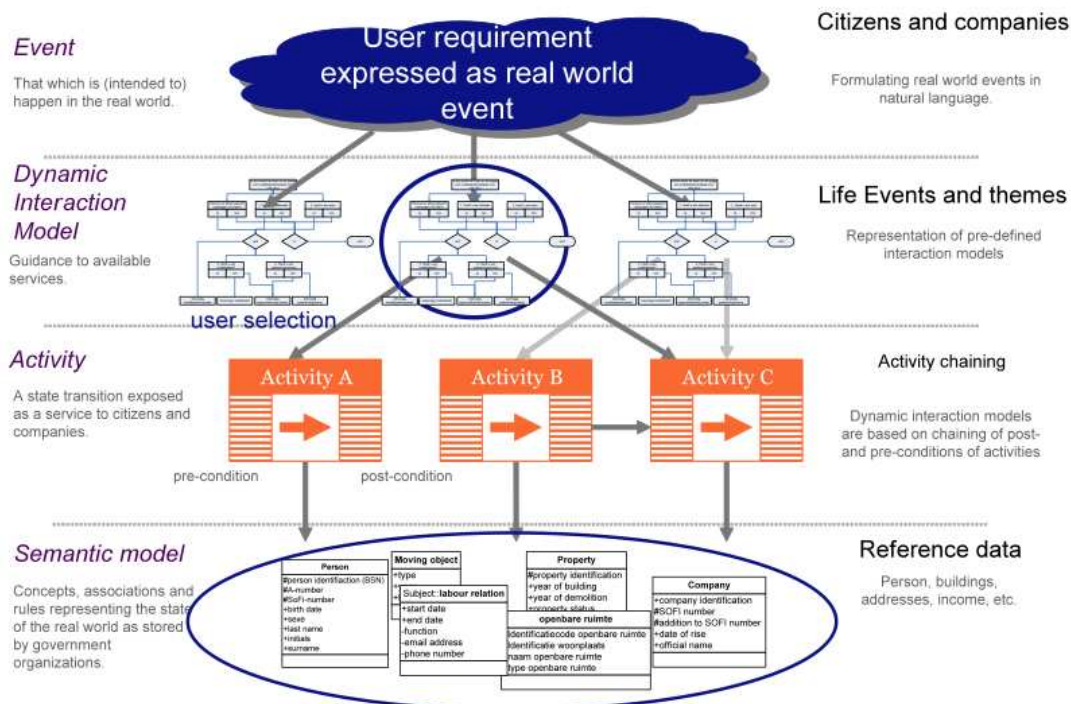 Event
That which is (intended to)
happen in the real world.
User requirement
expressed as real world
event
Citizens and companies
Formulating real world events in
natural language.
Dynamic
Interaction
Model
Guidance to available
services.
user selection
Life Events and themes
Representation of pre-defined
interaction models
Activity
A state transition exposed
as a service to citizens and
companies.
Activity A
Activity B
Activity C
pre-condition
post-condition
Activity chaining
Dynamic interaction models
are based on chaining of post-
and pre-conditions of activities
Semantic model
Concepts, associations and
rules representing the state
of the real world as stored
by government
organizations.
Person
#person identifiaction (BSN)
#A-number
#SoFi-number
+birth date
+sexe
+last name
+initials
+surname
Moving object
+type
Subject::labour relation
+start date
+end date
-function
-email address
-phone number
Property
#property identification
+year of building
+year of demolition
+property status
openbare ruimte
identificatiecode openbare ruimte
identificatie woonplaats
naam openbare ruimte
type openbare ruimte
Company
+company identification
#SOFI number
#addition to SOFI number
+date of rise
+official name
Reference data
Person, buildings,
addresses, income, etc.